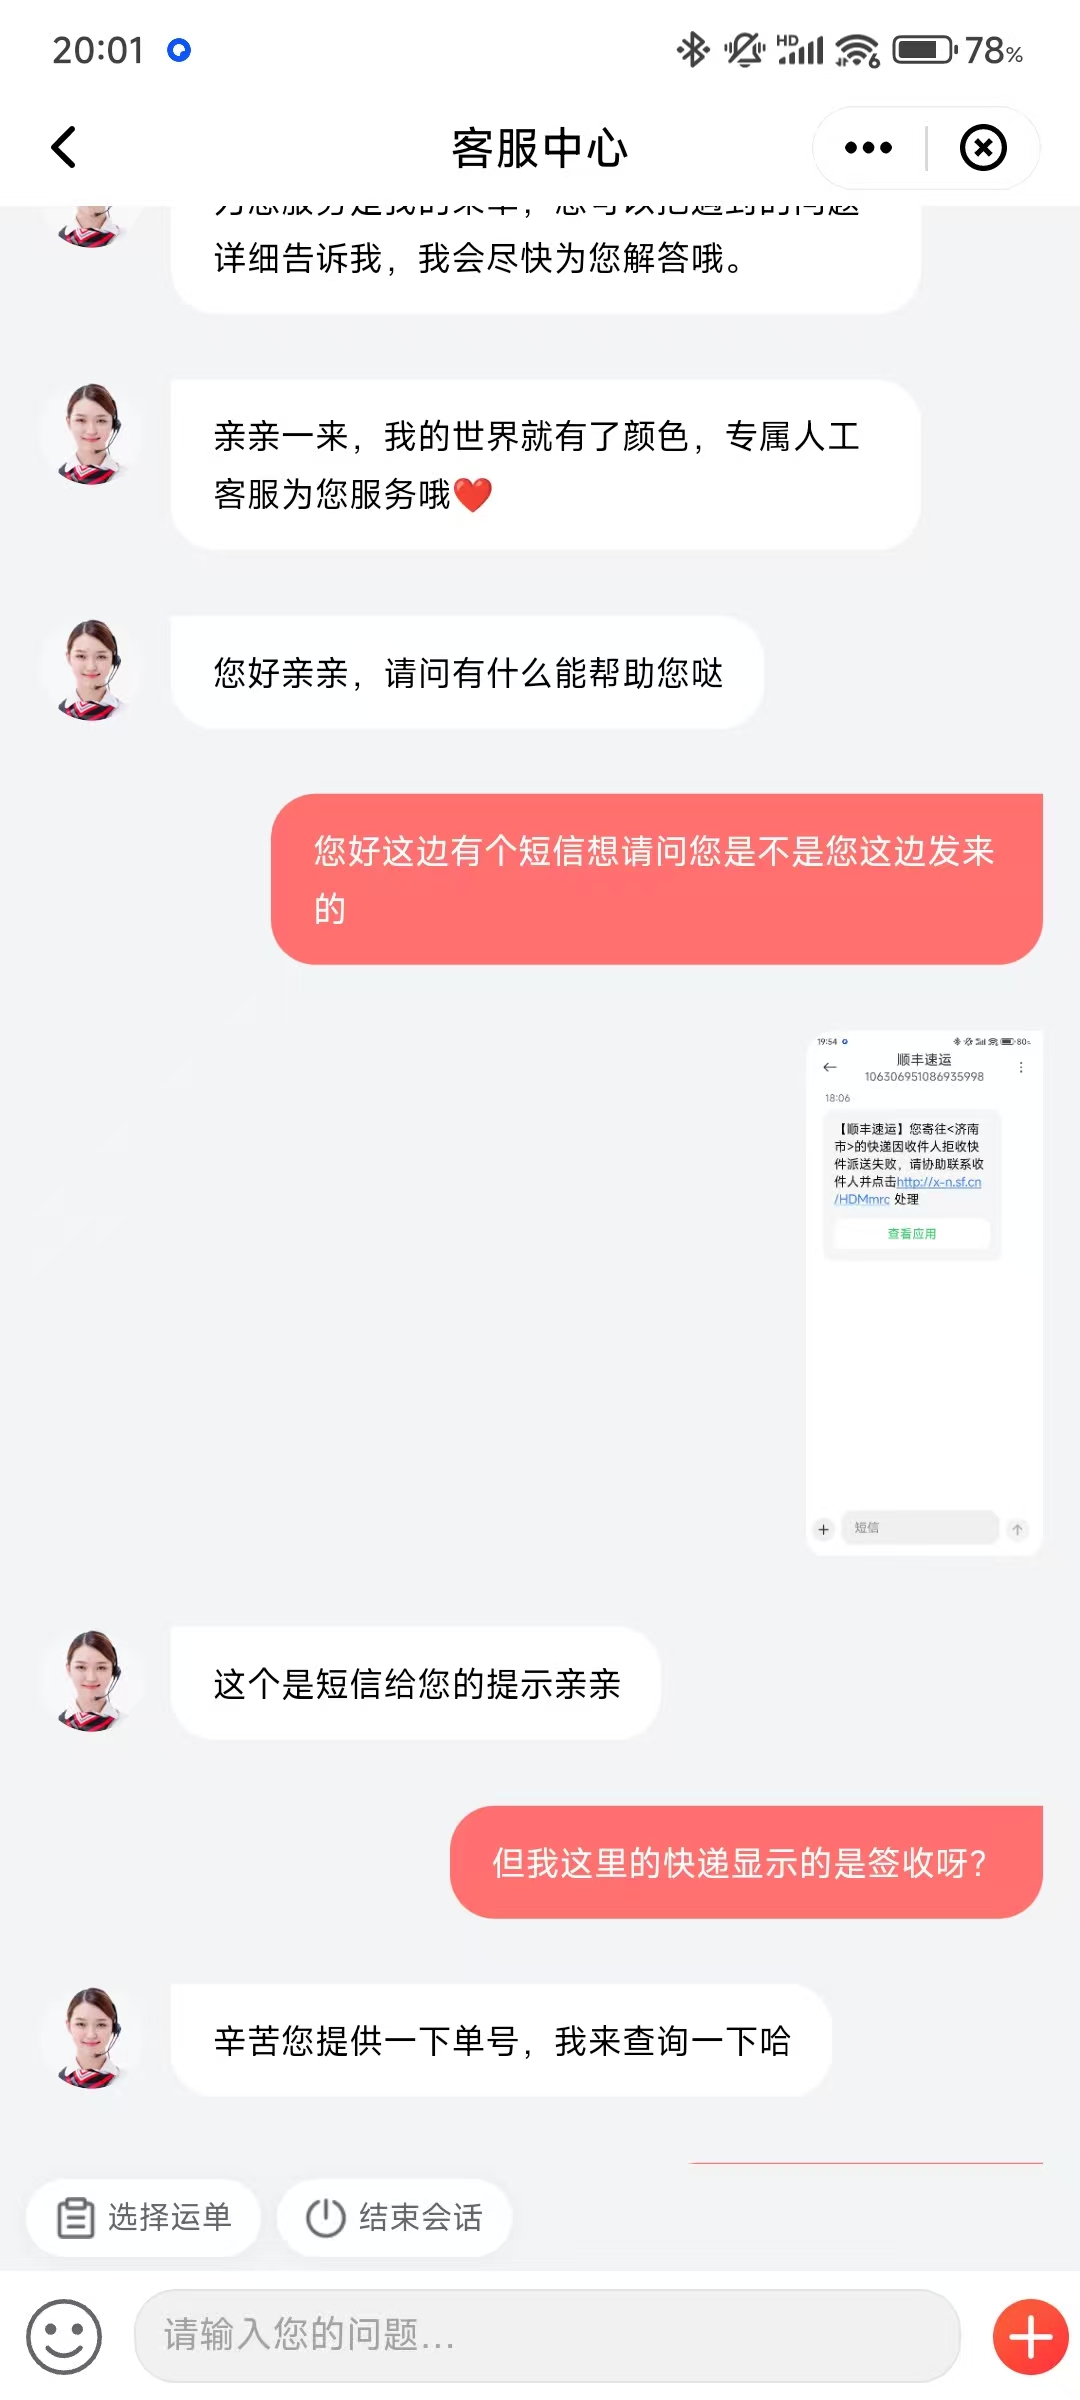 20:01
HD
6
78%
客服中心
详细告诉我，我会尽快为您解答哦。
亲亲一来，我的世界就有了颜色，专属人工
客服为您服务哦❤️
您好亲亲，请问有什么能帮助您哒
您好这边有个短信想请问您是不是您这边发来
的
19:54
80%
顺丰速运
106306951086935998
18:06
【顺丰速运】您寄往<济南
市>的快递因收件人拒收快
件派送失败，请协助联系收
件人并点击http://x-n.sf.cn
/HDMmrc 处理
查看应用
短信
这个是短信给您的提示亲亲
但我这里的快递显示的是签收呀？
辛苦您提供一下单号，我来查询一下哈
选择运单
结束会话
请输入您的问题...